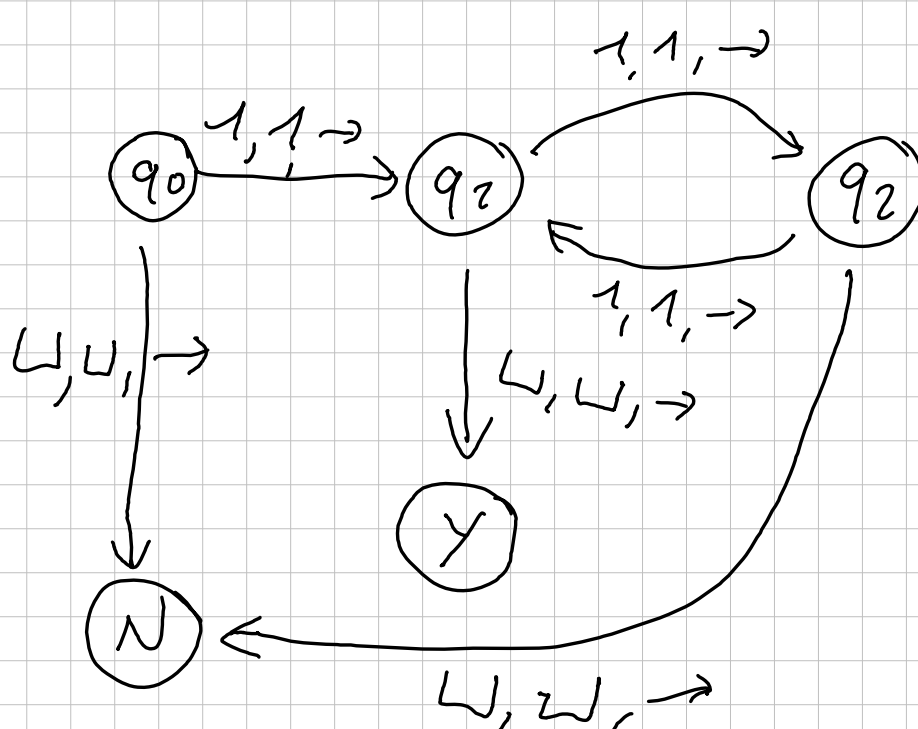 1,1,→
1,1→
q0
q1
q2
1,1,→
⊔,⊔,→
⊔,⊔,→
Y
N
⊔,⊔,→